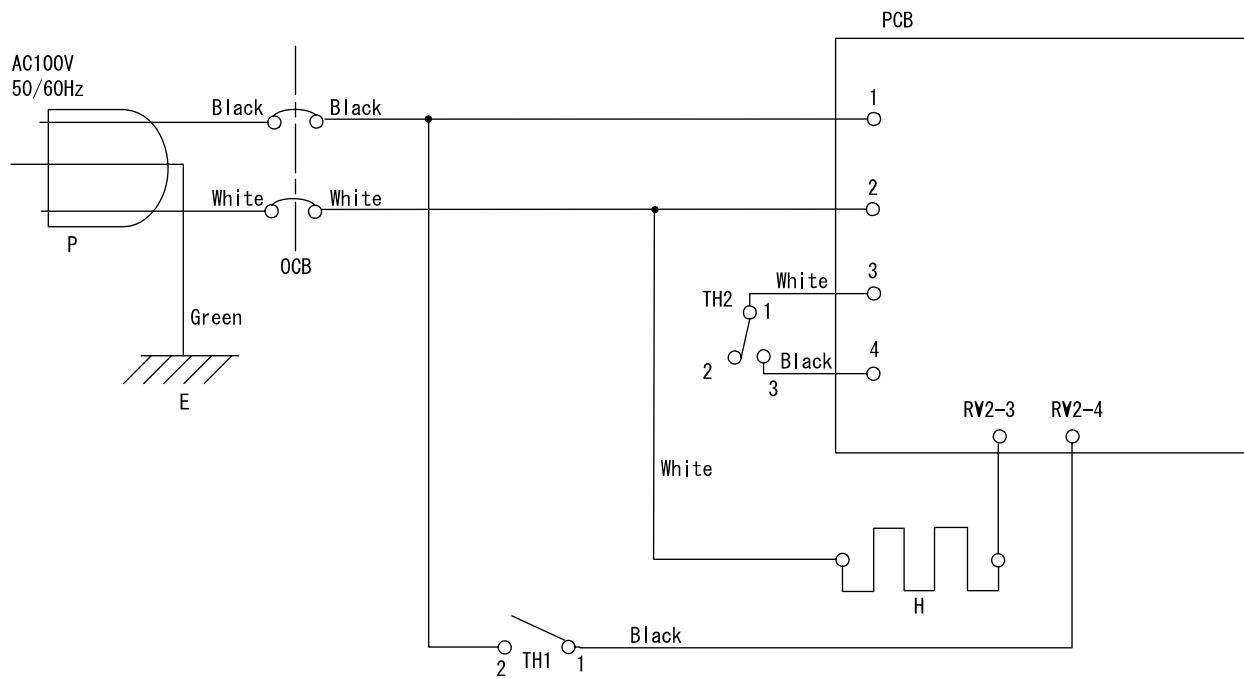 PCB
AC100V
50/60Hz
Black
Black
1
White
White
2
P
OCB
3
White
TH2
1
Green
4
Black
2
3
E
RV2-3
RV2-4
White
H
Black
2
TH1
1